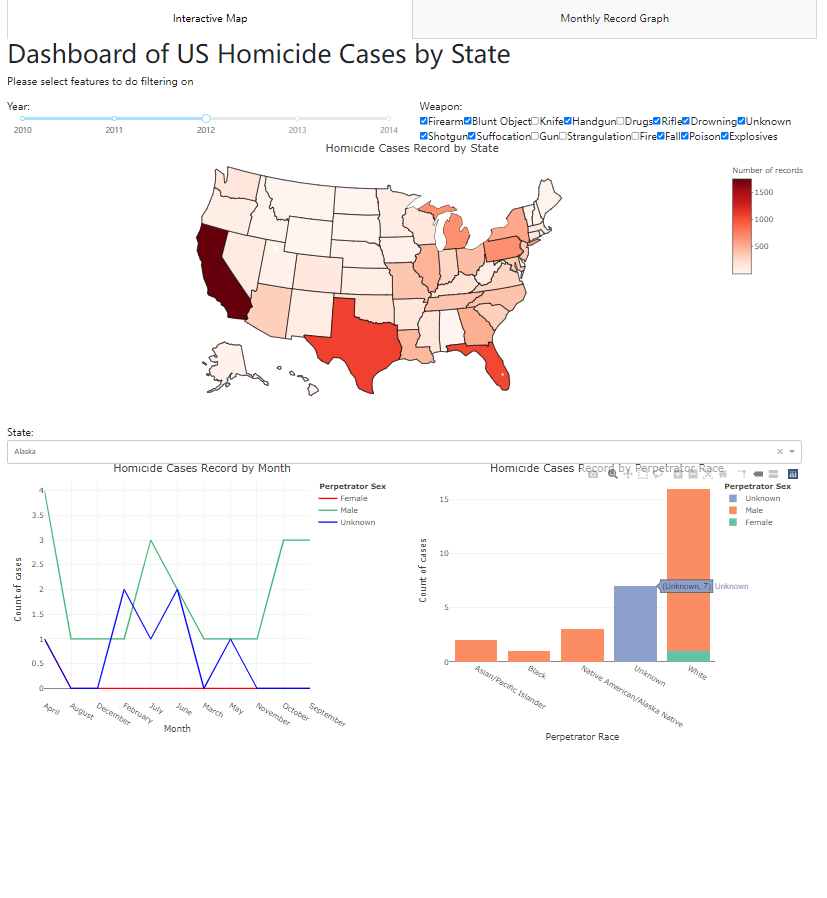 Interactive Map
Monthly Record Graph
Dashboard of US Homicide Cases by State
Please select features to do filtering on
Year:
2010 2011 2012 2013 2014
Weapon:
Firearm Blunt Object Knife Handgun Drugs Rifle Drowning Unknown
Shotgun Suffocation Gun Strangulation Fire Fall Poison Explosives
Homicide Cases Record by State
Number of records
1500
1000
500
State:
Alaska
Homicide Cases Record by Month
Perpetrator Sex
Female
Male
Unknown
Count of cases
4
3.5
3
2.5
2
1.5
1
0.5
0
April August December February July June March May November October September
Month
Homicide Cases Record by Perpetrator Race
Perpetrator Sex
Unknown
Male
Female
Count of cases
15
10
5
0
(Unknown, 7) Unknown
Asian/Pacific Islander Black Native American/Alaska Native Unknown White
Perpetrator Race